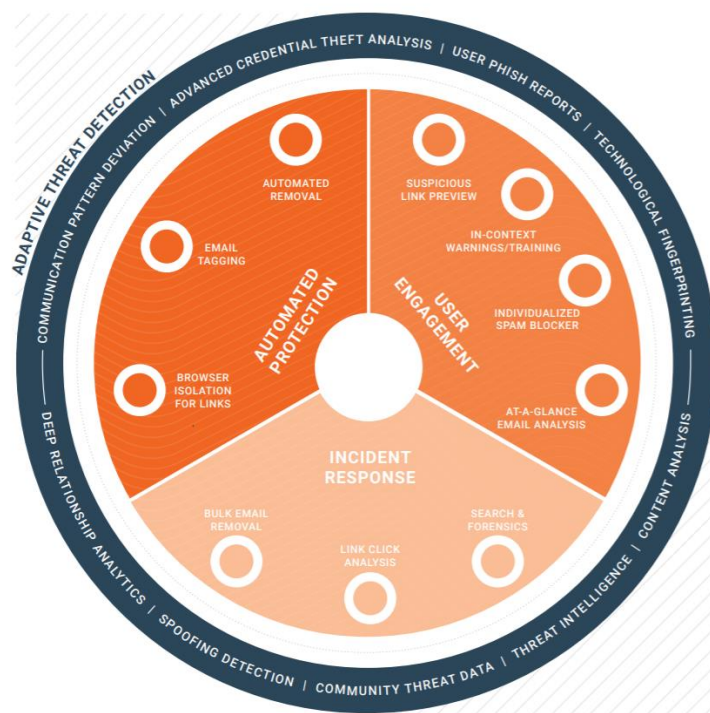 ADAPTIVE THREAT DETECTION
COMMUNICATION PATTERN DEVIATION | ADVANCED CREDENTIAL THEFT ANALYSIS | USER PHISH REPORTS | TECHNOLOGICAL FINGERPRINTING
DEEP RELATIONSHIP ANALYTICS | SPOOFING DETECTION | COMMUNITY THREAT DATA | THREAT INTELLIGENCE | CONTENT ANALYSIS
AUTOMATED
PROTECTION
AUTOMATED
REMOVAL
EMAIL
TAGGING
BROWSER
ISOLATION
FOR LINKS
USER
ENGAGEMENT
SUSPICIOUS
LINK PREVIEW
IN-CONTEXT
WARNINGS/TRAINING
INDIVIDUALIZED
SPAM BLOCKER
AT-A-GLANCE
EMAIL ANALYSIS
INCIDENT
RESPONSE
BULK EMAIL
REMOVAL
LINK CLICK
ANALYSIS
SEARCH &
FORENSICS